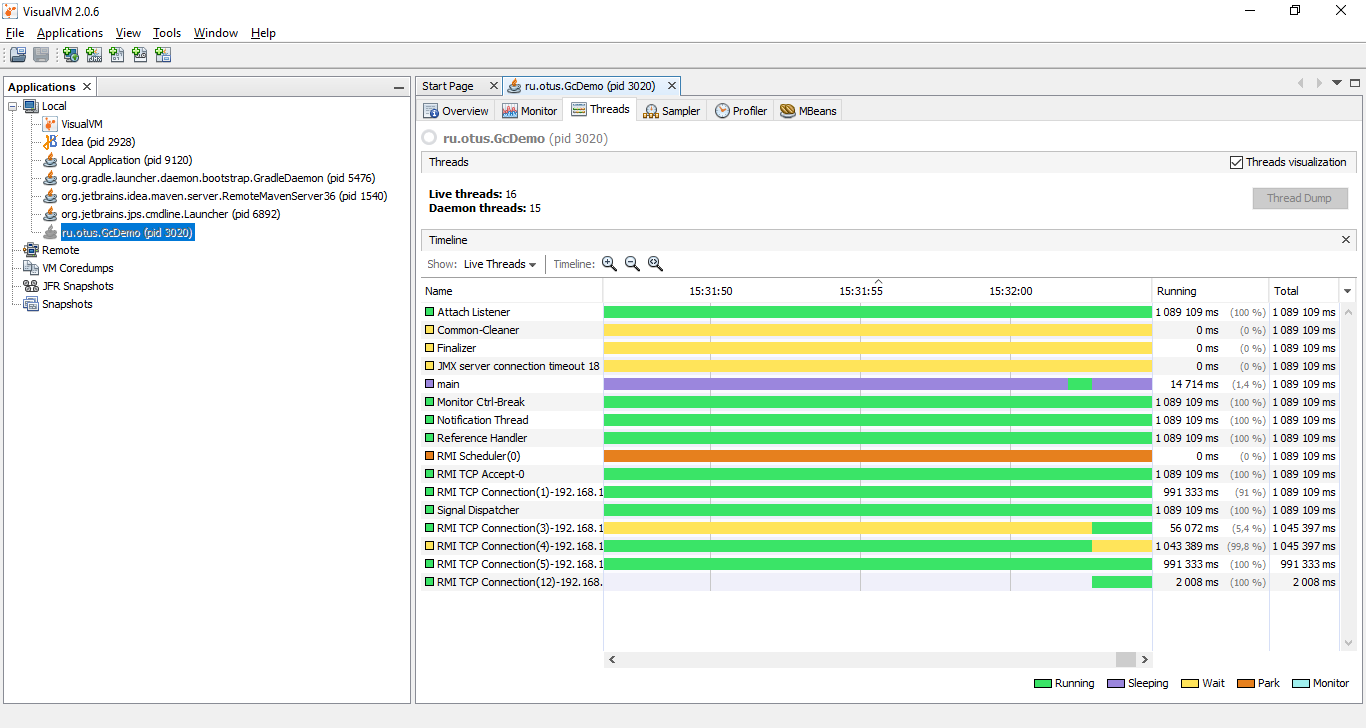 VisualVM 2.0.6
File Applications View Tools Window Help
Applications
Local
VisualVM
Idea (pid 2928)
Local Application (pid 9120)
org.gradle.launcher.daemon.bootstrap.GradleDaemon (pid 5476)
org.jetbrains.idea.maven.server.RemoteMavenServer36 (pid 1540)
org.jetbrains.jps.cmdline.Launcher (pid 6892)
ru.otus.GcDemo (pid 3020)
Remote
VM Coredumps
JFR Snapshots
Snapshots
Start Page ru.otus.GcDemo (pid 3020)
Overview Monitor Threads Sampler Profiler MBeans
ru.otus.GcDemo (pid 3020)
Threads Threads visualization
Live threads: 16
Daemon threads: 15
Thread Dump
Timeline
Show: Live Threads Timeline:
Name 15:31:50 15:31:55 15:32:00 Running Total
Attach Listener 1 089 109 ms (100 %) 1 089 109 ms
Common-Cleaner 0 ms (0 %) 1 089 109 ms
Finalizer 0 ms (0 %) 1 089 109 ms
JMX server connection timeout 18 0 ms (0 %) 1 089 109 ms
main 14 714 ms (1,4 %) 1 089 109 ms
Monitor Ctrl-Break 1 089 109 ms (100 %) 1 089 109 ms
Notification Thread 1 089 109 ms (100 %) 1 089 109 ms
Reference Handler 1 089 109 ms (100 %) 1 089 109 ms
RMI Scheduler(0) 0 ms (0 %) 1 089 109 ms
RMI TCP Accept-0 1 089 109 ms (100 %) 1 089 109 ms
RMI TCP Connection(1)-192.168.1 991 333 ms (91 %) 1 089 109 ms
Signal Dispatcher 1 089 109 ms (100 %) 1 089 109 ms
RMI TCP Connection(3)-192.168.1 56 072 ms (5,4 %) 1 045 397 ms
RMI TCP Connection(4)-192.168.1 1 043 389 ms (99,8 %) 1 045 397 ms
RMI TCP Connection(5)-192.168.1 991 333 ms (100 %) 991 333 ms
RMI TCP Connection(12)-192.168. 2 008 ms (100 %) 2 008 ms
Running Sleeping Wait Park Monitor